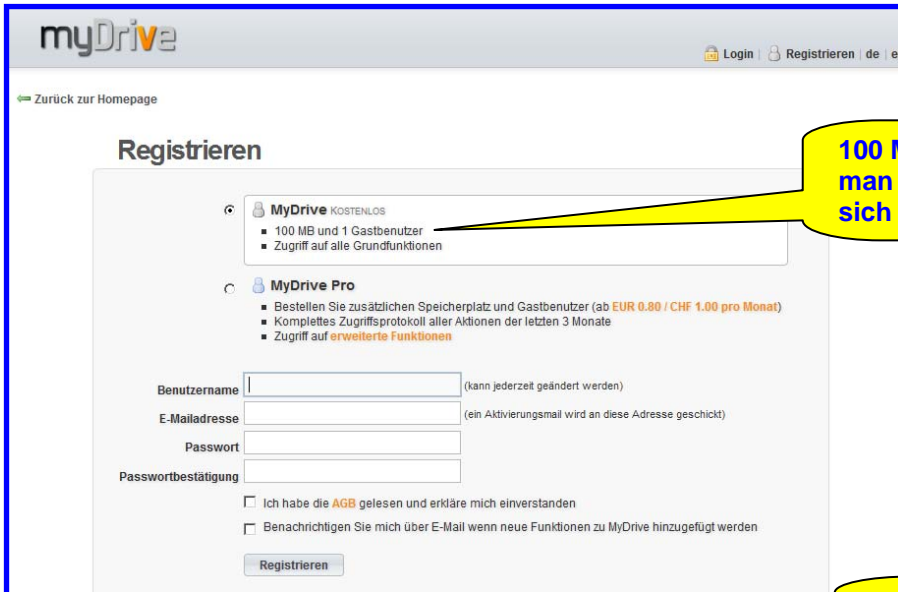 myDrive
Login | Registrieren | de | e
Zurück zur Homepage
Registrieren
100 M
man
sich
MyDrive KOSTENLOS
100 MB und 1 Gastbenutzer
Zugriff auf alle Grundfunktionen
MyDrive Pro
Bestellen Sie zusätzlichen Speicherplatz und Gastbenutzer (ab EUR 0.80 / CHF 1.00 pro Monat)
Komplettes Zugriffsprotokoll aller Aktionen der letzten 3 Monate
Zugriff auf erweiterte Funktionen
Benutzername (kann jederzeit geändert werden)
E-Mailadresse (ein Aktivierungsmail wird an diese Adresse geschickt)
Passwort
Passwortbestätigung
Ich habe die AGB gelesen und erkläre mich einverstanden
Benachrichtigen Sie mich über E-Mail wenn neue Funktionen zu MyDrive hinzugefügt werden
Registrieren